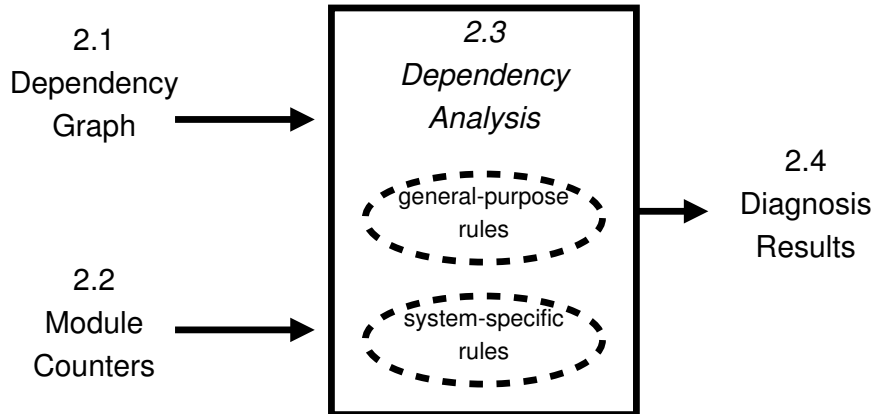 2.1
Dependency
Graph
2.2
Module
Counters
2.3
Dependency
Analysis
general-purpose
rules
system-specific
rules
2.4
Diagnosis
Results